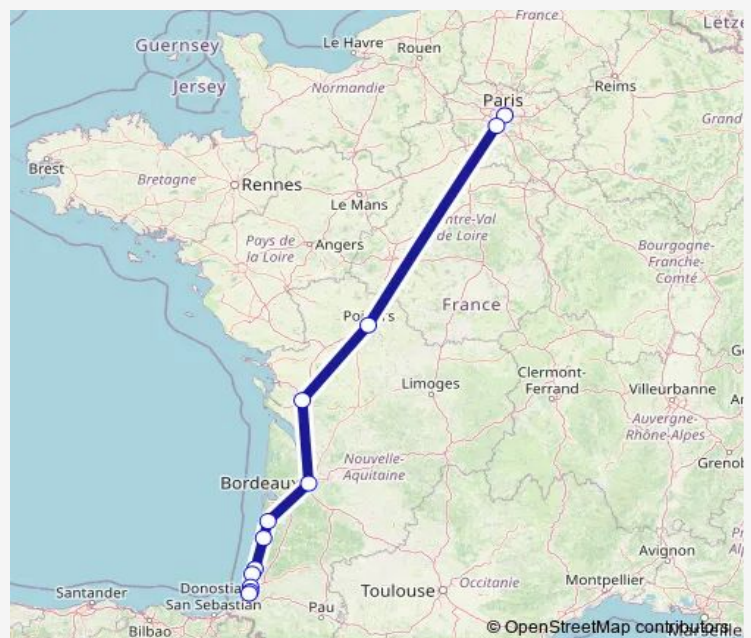 France
Lëtze
Guernsey
Le Havre
Rouen
Jersey
Normandie
Paris
Reims
Grand
Brest
Bretagne
Rennes
Le Mans
ntre-Val
de Loire
Pays de
la Loire
Angers
Bourgogne-
Franche-
Comté
France
Clermont-
Ferrand
Limoges
Villeurbanne
Auvergne-
Rhône-Alpes
Nouvelle-
Aquitaine
Bordeaux
Grenob
Avignon
Santander
Donostia
San Sebastian
Toulouse
Occitanie
Montpellier
Pau
Bilbao
© OpenStreetMap contributors